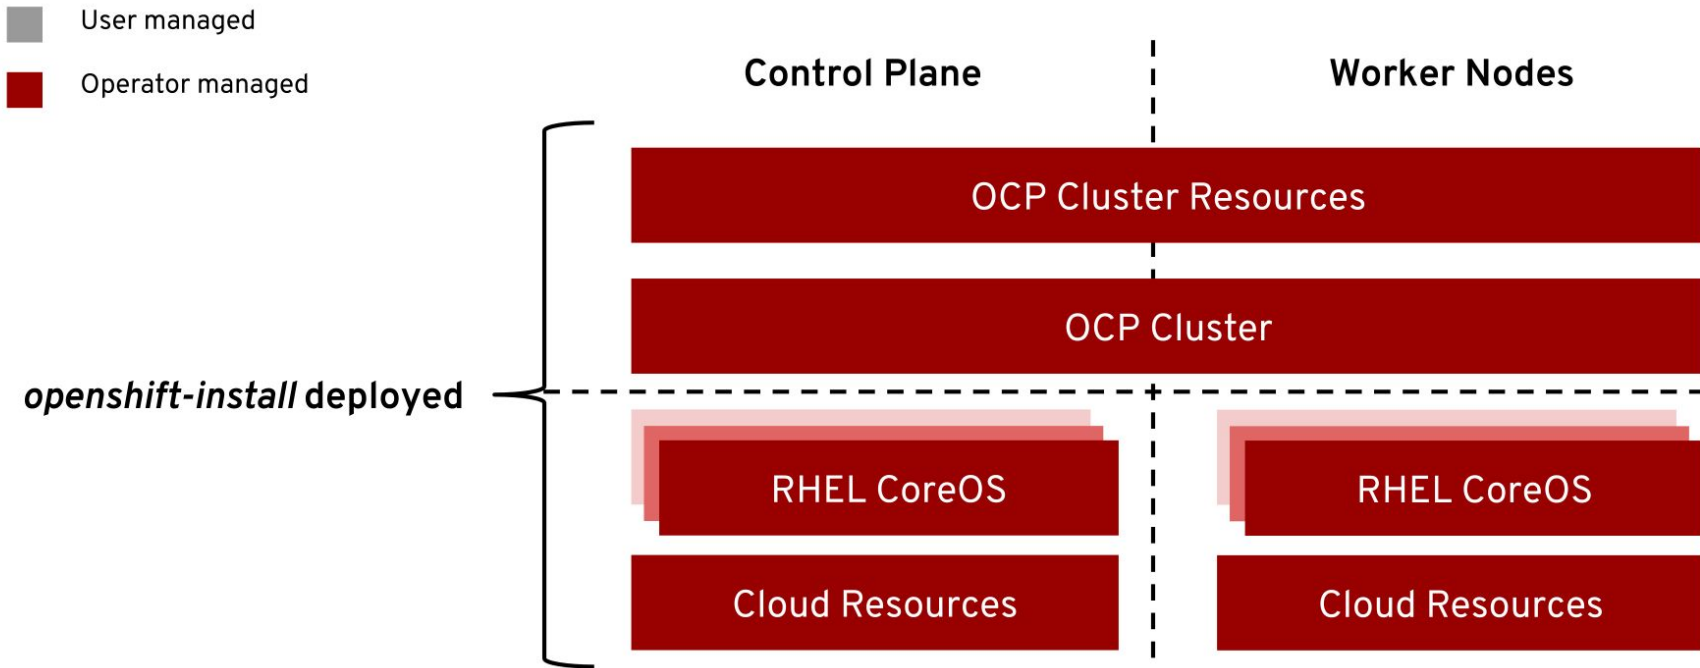 User managed
Operator managed
Control Plane
Worker Nodes
OCP Cluster Resources
OCP Cluster
openshift-install deployed
RHEL CoreOS
RHEL CoreOS
Cloud Resources
Cloud Resources